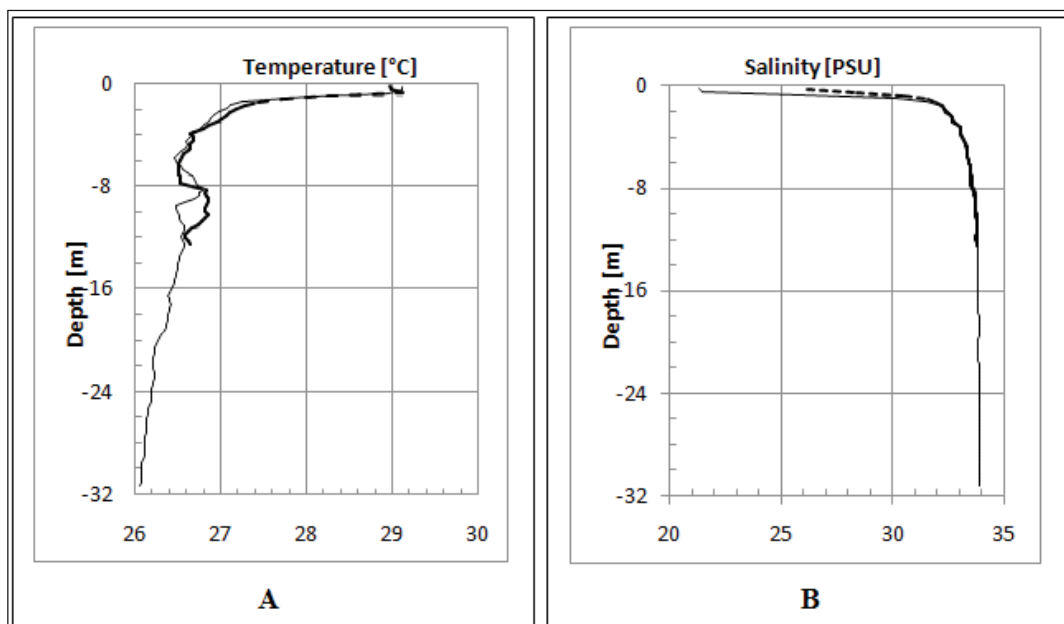 Temperature [°C]
0
-8
-16
-24
-32
Depth [m]
26 27 28 29 30
A
Salinity [PSU]
0
-8
-16
-24
-32
Depth [m]
20 25 30 35
B